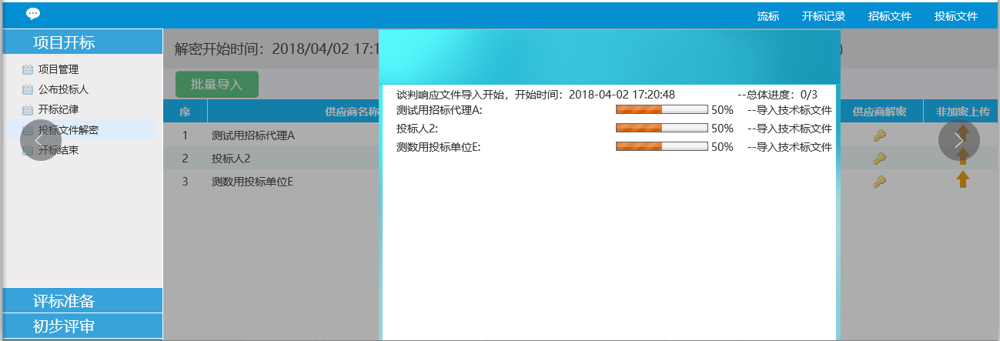 流标 开标记录 招标文件 投标文件
项目开标
项目管理
公布投标人
开标纪律
投标文件解密
开标结束
评标准备
初步评审
解密开始时间：2018/04/02 17:1
)
批量导入
序 供应商名称 供应商解密 非加密上传
1 测试用招标代理A
2 投标人2
3 测数用投标单位E
谈判响应文件导入开始，开始时间：2018-04-02 17:20:48 --总体进度：0/3
测试用招标代理A: 50% --导入技术标文件
投标人2: 50% --导入技术标文件
测数用投标单位E: 50% --导入技术标文件